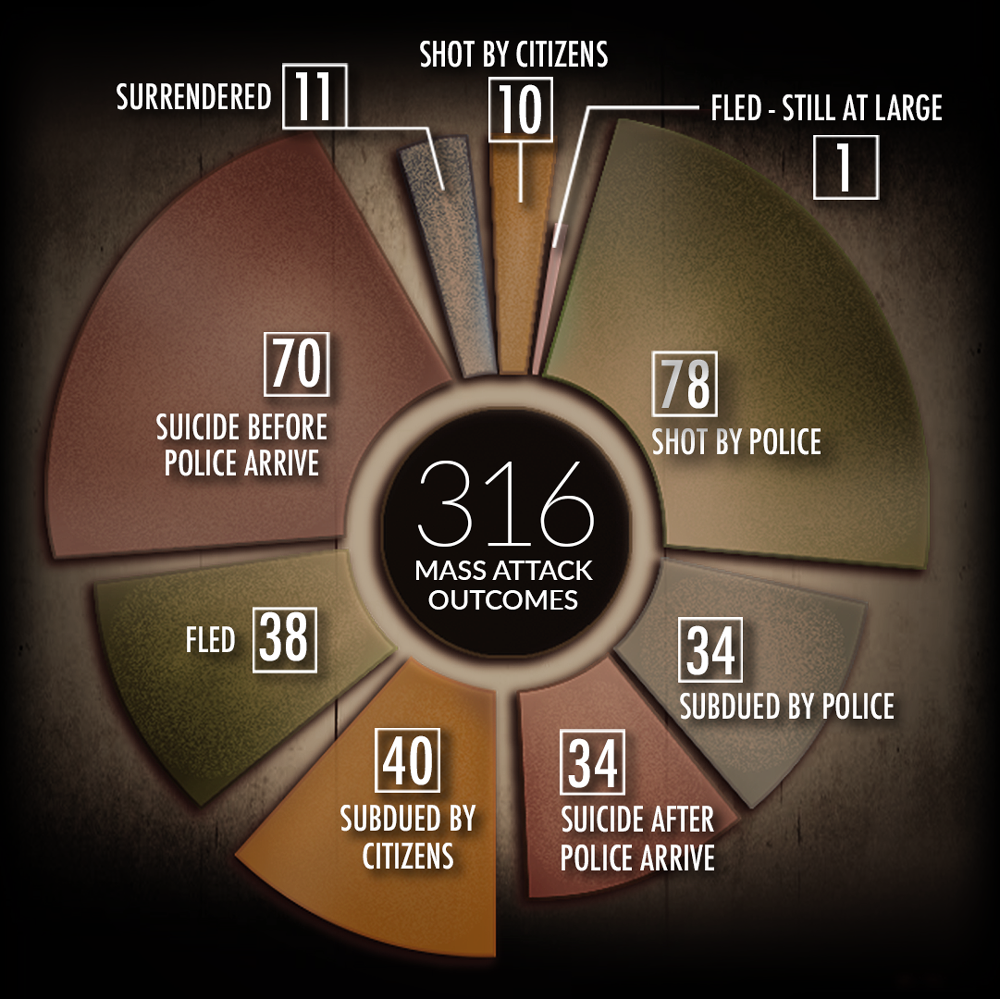 SHOT BY CITIZENS
10
SURRENDERED 11
FLED - STILL AT LARGE
1
70
SUICIDE BEFORE
POLICE ARRIVE
78
SHOT BY POLICE
316
MASS ATTACK
OUTCOMES
FLED 38
34
SUBDUED BY POLICE
40
SUBDUED BY
CITIZENS
34
SUICIDE AFTER
POLICE ARRIVE